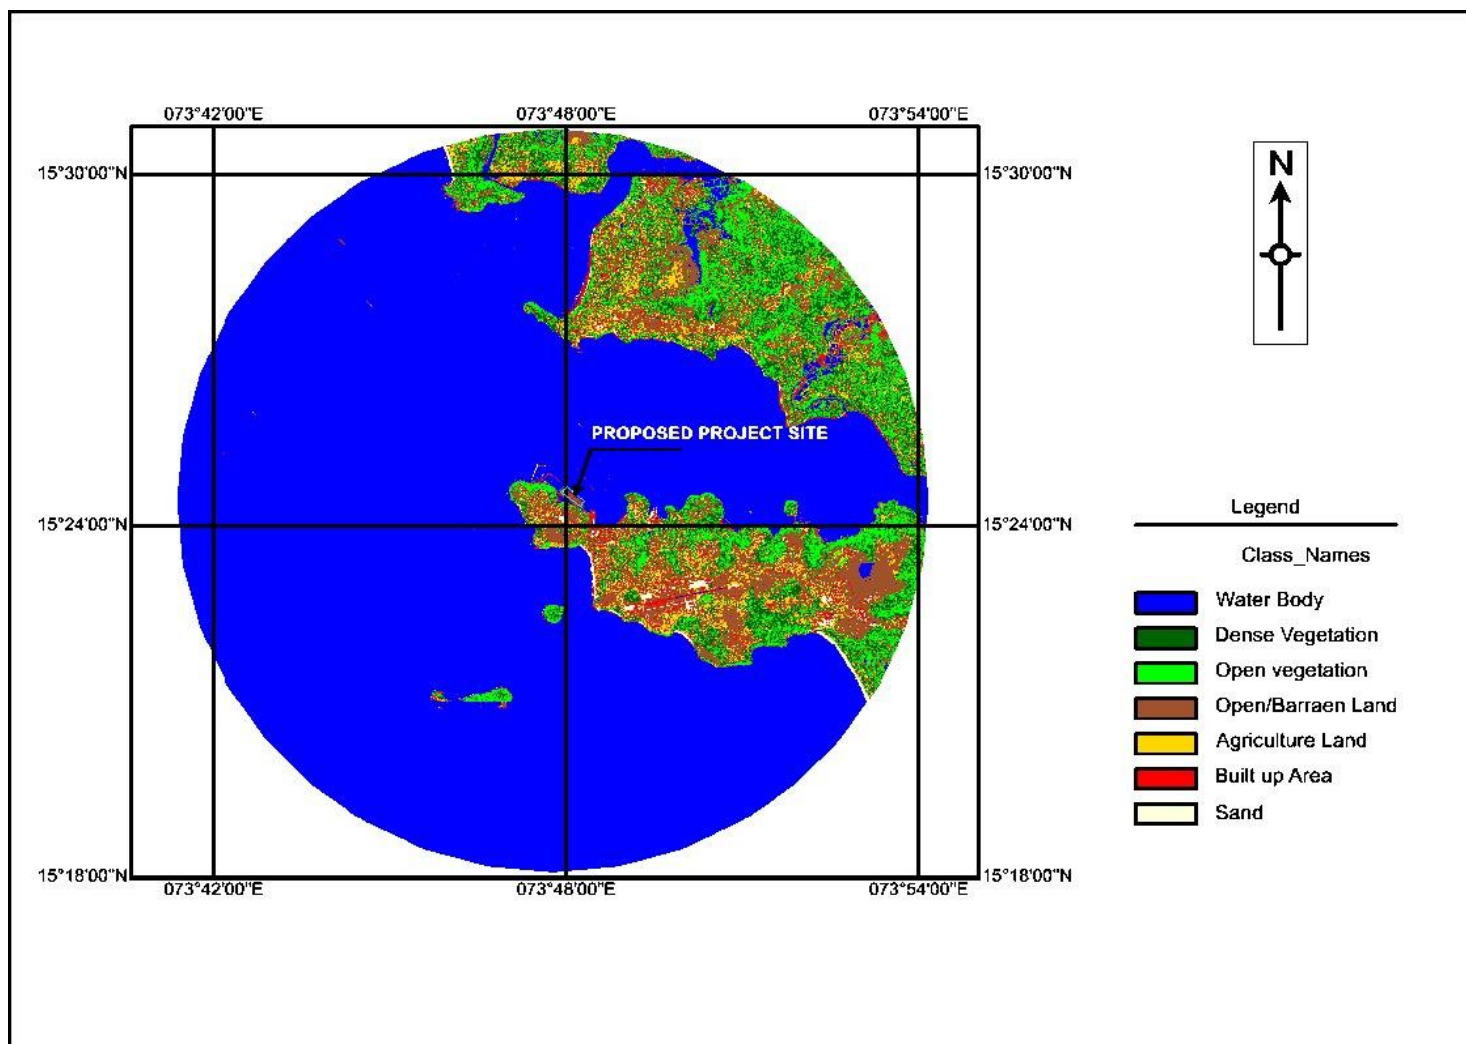 073°42'00"E 073°48'00"E 073°54'00"E
15°30'00"N 15°30'00"N
N
PROPOSED PROJECT SITE
15°24'00"N 15°24'00"N
Legend
Class_Names
Water Body
Dense Vegetation
Open vegetation
Open/Barraen Land
Agriculture Land
Built up Area
Sand
15°18'00"N 15°18'00"N
073°42'00"E 073°48'00"E 073°54'00"E